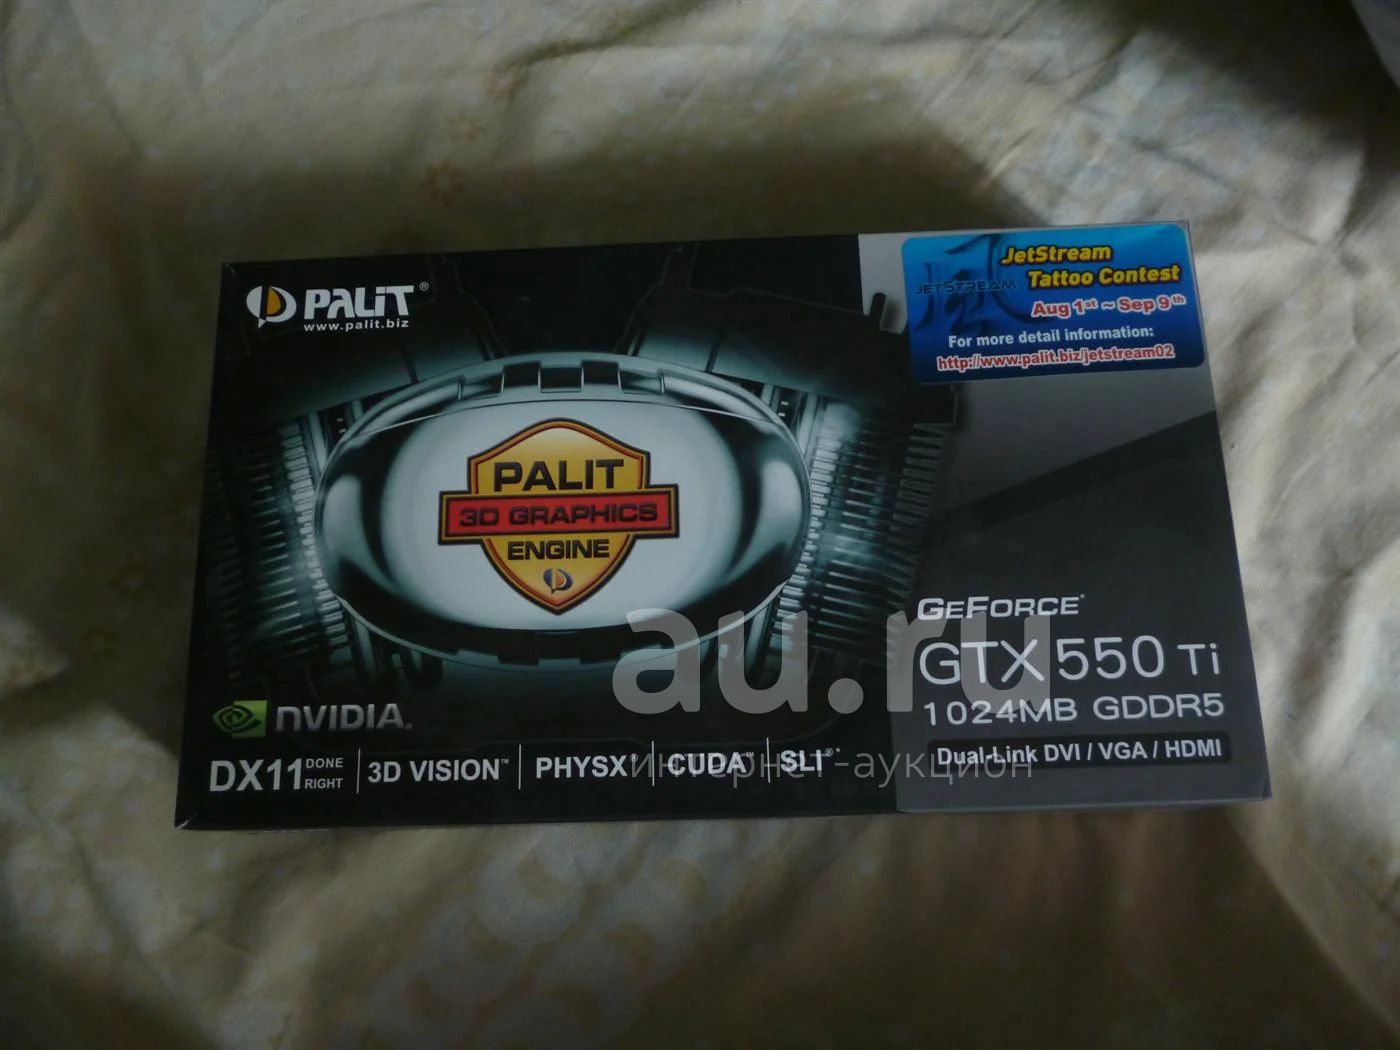 PALiT®
www.palit.biz
JETSTREAM
JetStream
Tattoo Contest
Aug 1st ~ Sep 9th
For more detail information:
http://www.palit.biz/jetstream02
PALIT
3D GRAPHICS
ENGINE
au.ru
интернет-аукцион
GEFORCE®
GTX 550 Ti
1024MB GDDR5
Dual-Link DVI / VGA / HDMI
NVIDIA.
DX11 DONE RIGHT | 3D VISION™ | PHYSX® | CUDA™ | SLI®*